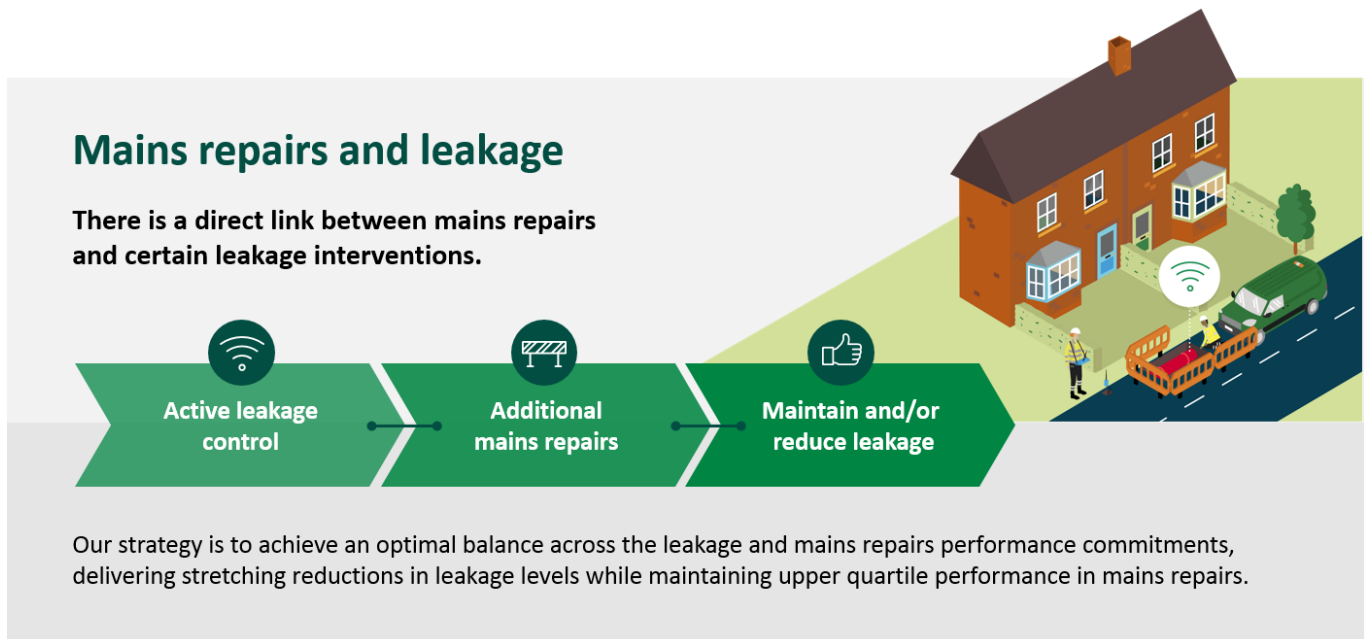 Mains repairs and leakage
There is a direct link between mains repairs
and certain leakage interventions.
Active leakage
control
Additional
mains repairs
Maintain and/or
reduce leakage
Our strategy is to achieve an optimal balance across the leakage and mains repairs performance commitments,
delivering stretching reductions in leakage levels while maintaining upper quartile performance in mains repairs.